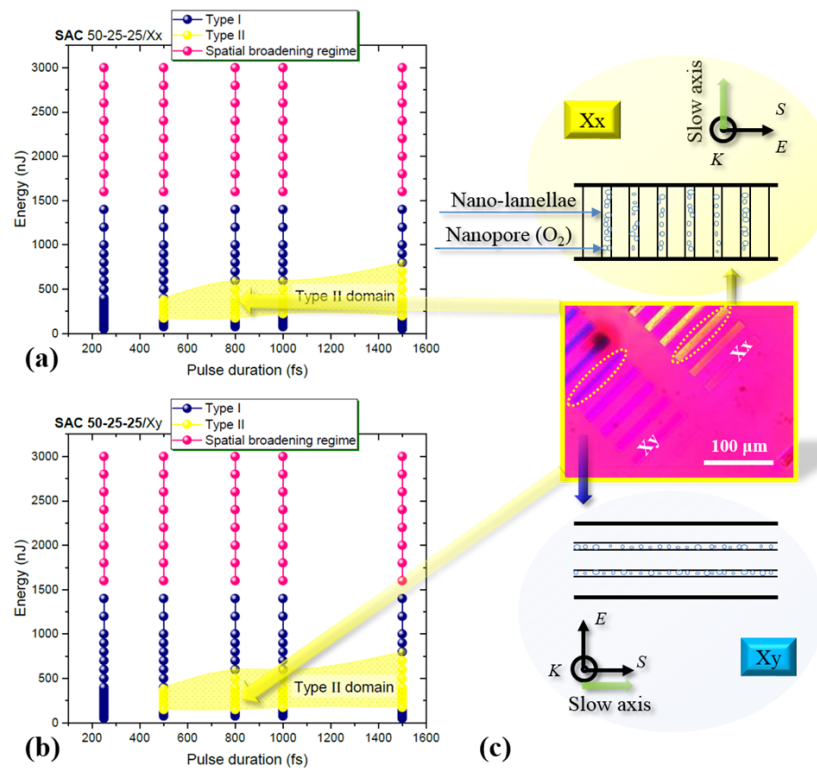 SAC 50-25-25/Xx
Type I
Type II
Spatial broadening regime
3000
2500
2000
1500
1000
500
0
Energy (nJ)
Type II domain
200 400 600 800 1000 1200 1400 1600
Pulse duration (fs)
(a)
SAC 50-25-25/Xy
Type I
Type II
Spatial broadening regime
3000
2500
2000
1500
1000
500
0
Energy (nJ)
Type II domain
200 400 600 800 1000 1200 1400 1600
Pulse duration (fs)
(b)
Xx
Slow axis
S
E
K
Nano-lamellae
Nanopore (O₂)
Xx
Xy
100 μm
E
K
S
Slow axis
Xy
(c)